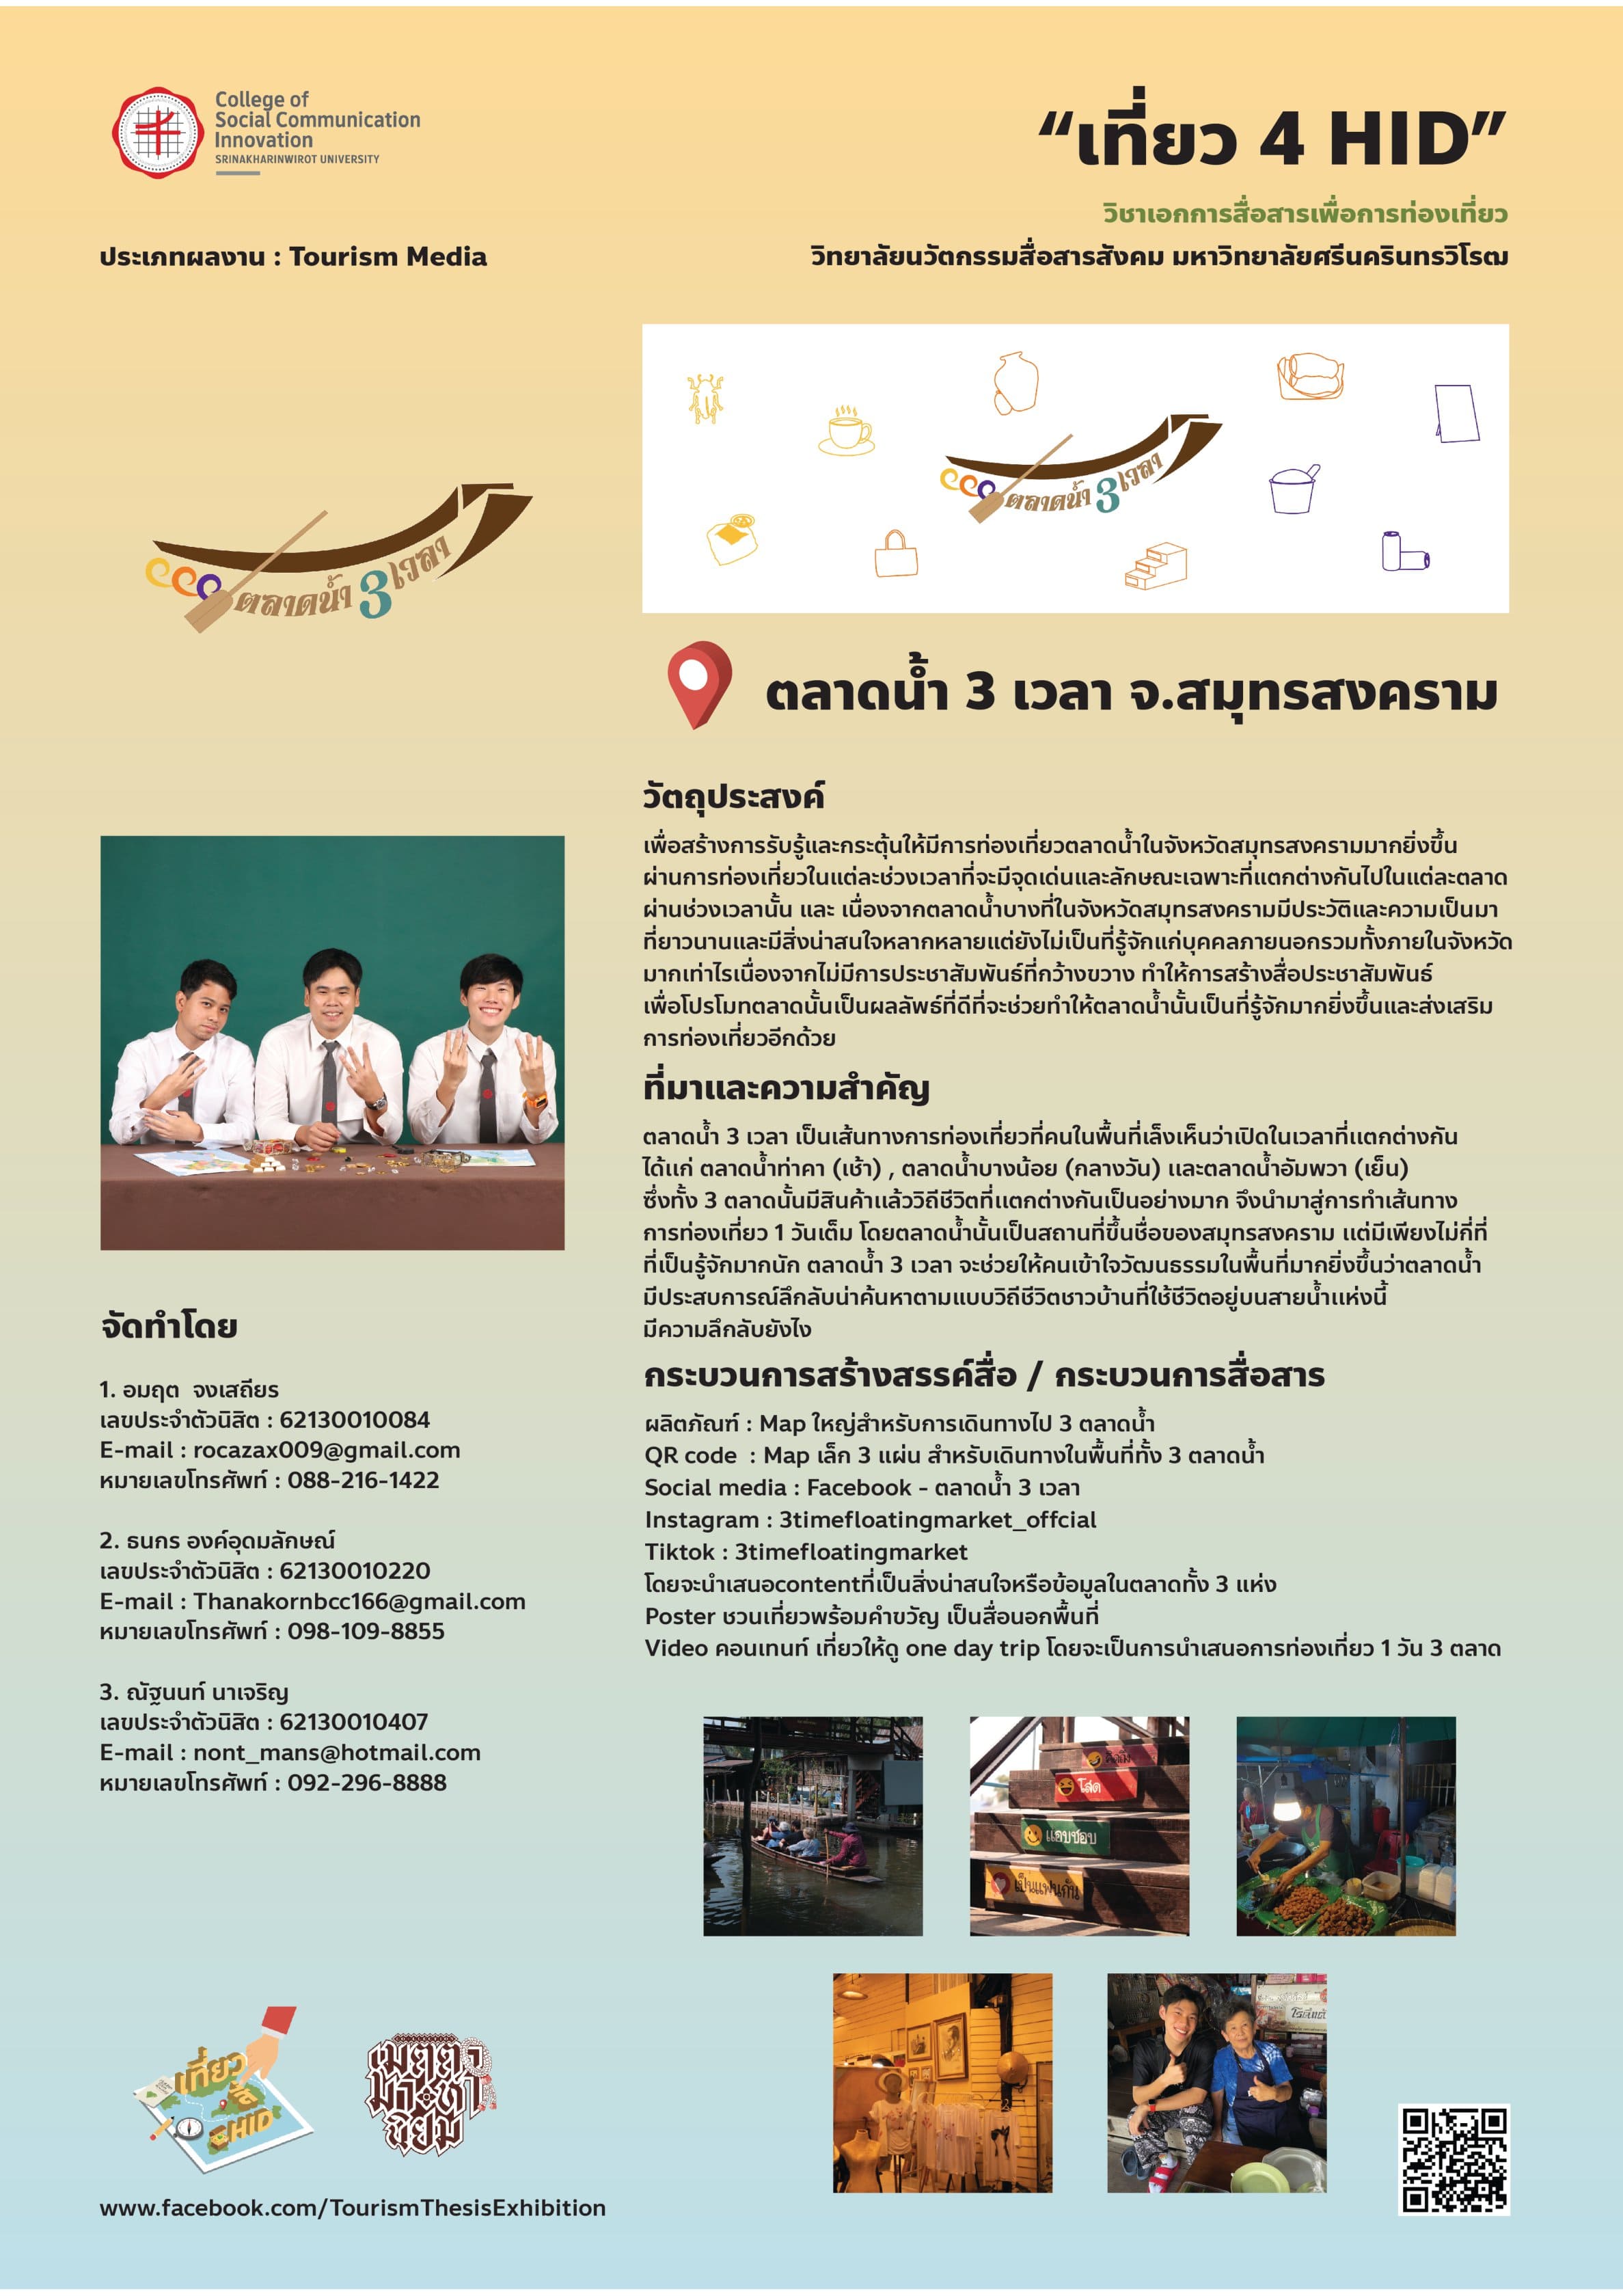 College of
Social Communication
Innovation
SRINAKHARINWIROT UNIVERSITY
"เที่ยว 4 HID"
วิชาเอกการสื่อสารเพื่อการท่องเที่ยว
ประเภทผลงาน : Tourism Media
วิทยาลัยนวัตกรรมสื่อสารสังคม มหาวิทยาลัยศรีนครินทรวิโรฒ
ตลาดน้ำ 3 เวลา
ตลาดน้ำ 3 เวลา
ตลาดน้ำ 3 เวลา จ.สมุทรสงคราม
วัตถุประสงค์
เพื่อสร้างการรับรู้และกระตุ้นให้มีการท่องเที่ยวตลาดน้ำในจังหวัดสมุทรสงครามมากยิ่งขึ้น
ผ่านการท่องเที่ยวในแต่ละช่วงเวลาที่จะมีจุดเด่นและลักษณะเฉพาะที่แตกต่างกันไปในแต่ละตลาด
ผ่านช่วงเวลานั้น และ เนื่องจากตลาดน้ำบางที่ในจังหวัดสมุทรสงครามมีประวัติและความเป็นมา
ที่ยาวนานและมีสิ่งน่าสนใจหลากหลายแต่ยังไม่เป็นที่รู้จักแก่บุคคลภายนอกรวมทั้งภายในจังหวัด
มากเท่าไรเนื่องจากไม่มีการประชาสัมพันธ์ที่กว้างขวาง ทำให้การสร้างสื่อประชาสัมพันธ์
เพื่อโปรโมทตลาดนั้นเป็นผลลัพธ์ที่ดีที่จะช่วยทำให้ตลาดน้ำนั้นเป็นที่รู้จักมากยิ่งขึ้นและส่งเสริม
การท่องเที่ยวอีกด้วย
ที่มาและความสำคัญ
ตลาดน้ำ 3 เวลา เป็นเส้นทางการท่องเที่ยวที่คนในพื้นที่เล็งเห็นว่าเปิดในเวลาที่แตกต่างกัน
ได้แก่ ตลาดน้ำท่าคา (เช้า) , ตลาดน้ำบางน้อย (กลางวัน) และตลาดน้ำอัมพวา (เย็น)
ซึ่งทั้ง 3 ตลาดนั้นมีสินค้าแล้ววิถีชีวิตที่แตกต่างกันเป็นอย่างมาก จึงนำมาสู่การทำเส้นทาง
การท่องเที่ยว 1 วันเต็ม โดยตลาดน้ำนั้นเป็นสถานที่ขึ้นชื่อของสมุทรสงคราม แต่มีเพียงไม่กี่ที่
ที่เป็นรู้จักมากนัก ตลาดน้ำ 3 เวลา จะช่วยให้คนเข้าใจวัฒนธรรมในพื้นที่มากยิ่งขึ้นว่าตลาดน้ำ
มีประสบการณ์ลึกลับน่าค้นหาตามแบบวิถีชีวิตชาวบ้านที่ใช้ชีวิตอยู่บนสายน้ำแห่งนี้
มีความลึกลับยังไง
กระบวนการสร้างสรรค์สื่อ / กระบวนการสื่อสาร
ผลิตภัณฑ์ : Map ใหญ่สำหรับการเดินทางไป 3 ตลาดน้ำ
QR code : Map เล็ก 3 แผ่น สำหรับเดินทางในพื้นที่ทั้ง 3 ตลาดน้ำ
Social media : Facebook - ตลาดน้ำ 3 เวลา
Instagram : 3timefloatingmarket_offcial
Tiktok : 3timefloatingmarket
โดยจะนำเสนอcontentที่เป็นสิ่งน่าสนใจหรือข้อมูลในตลาดทั้ง 3 แห่ง
Poster ชวนเที่ยวพร้อมคำขวัญ เป็นสื่อนอกพื้นที่
Video คอนเทนท์ เที่ยวให้ดู one day trip โดยจะเป็นการนำเสนอการท่องเที่ยว 1 วัน 3 ตลาด
จัดทำโดย
1. อมฤต จงเสถียร
เลขประจำตัวนิสิต : 62130010084
E-mail : rocazax009@gmail.com
หมายเลขโทรศัพท์ : 088-216-1422
2. ธนกร องค์อุดมลักษณ์
เลขประจำตัวนิสิต : 62130010220
E-mail : Thanakornbcc166@gmail.com
หมายเลขโทรศัพท์ : 098-109-8855
3. ณัฐนนท์ นาเจริญ
เลขประจำตัวนิสิต : 62130010407
E-mail : nont_mans@hotmail.com
หมายเลขโทรศัพท์ : 092-296-8888
โสด
แอบชอบ
เป็นแฟนกัน
เที่ยว
4
HID
www.facebook.com/TourismThesisExhibition